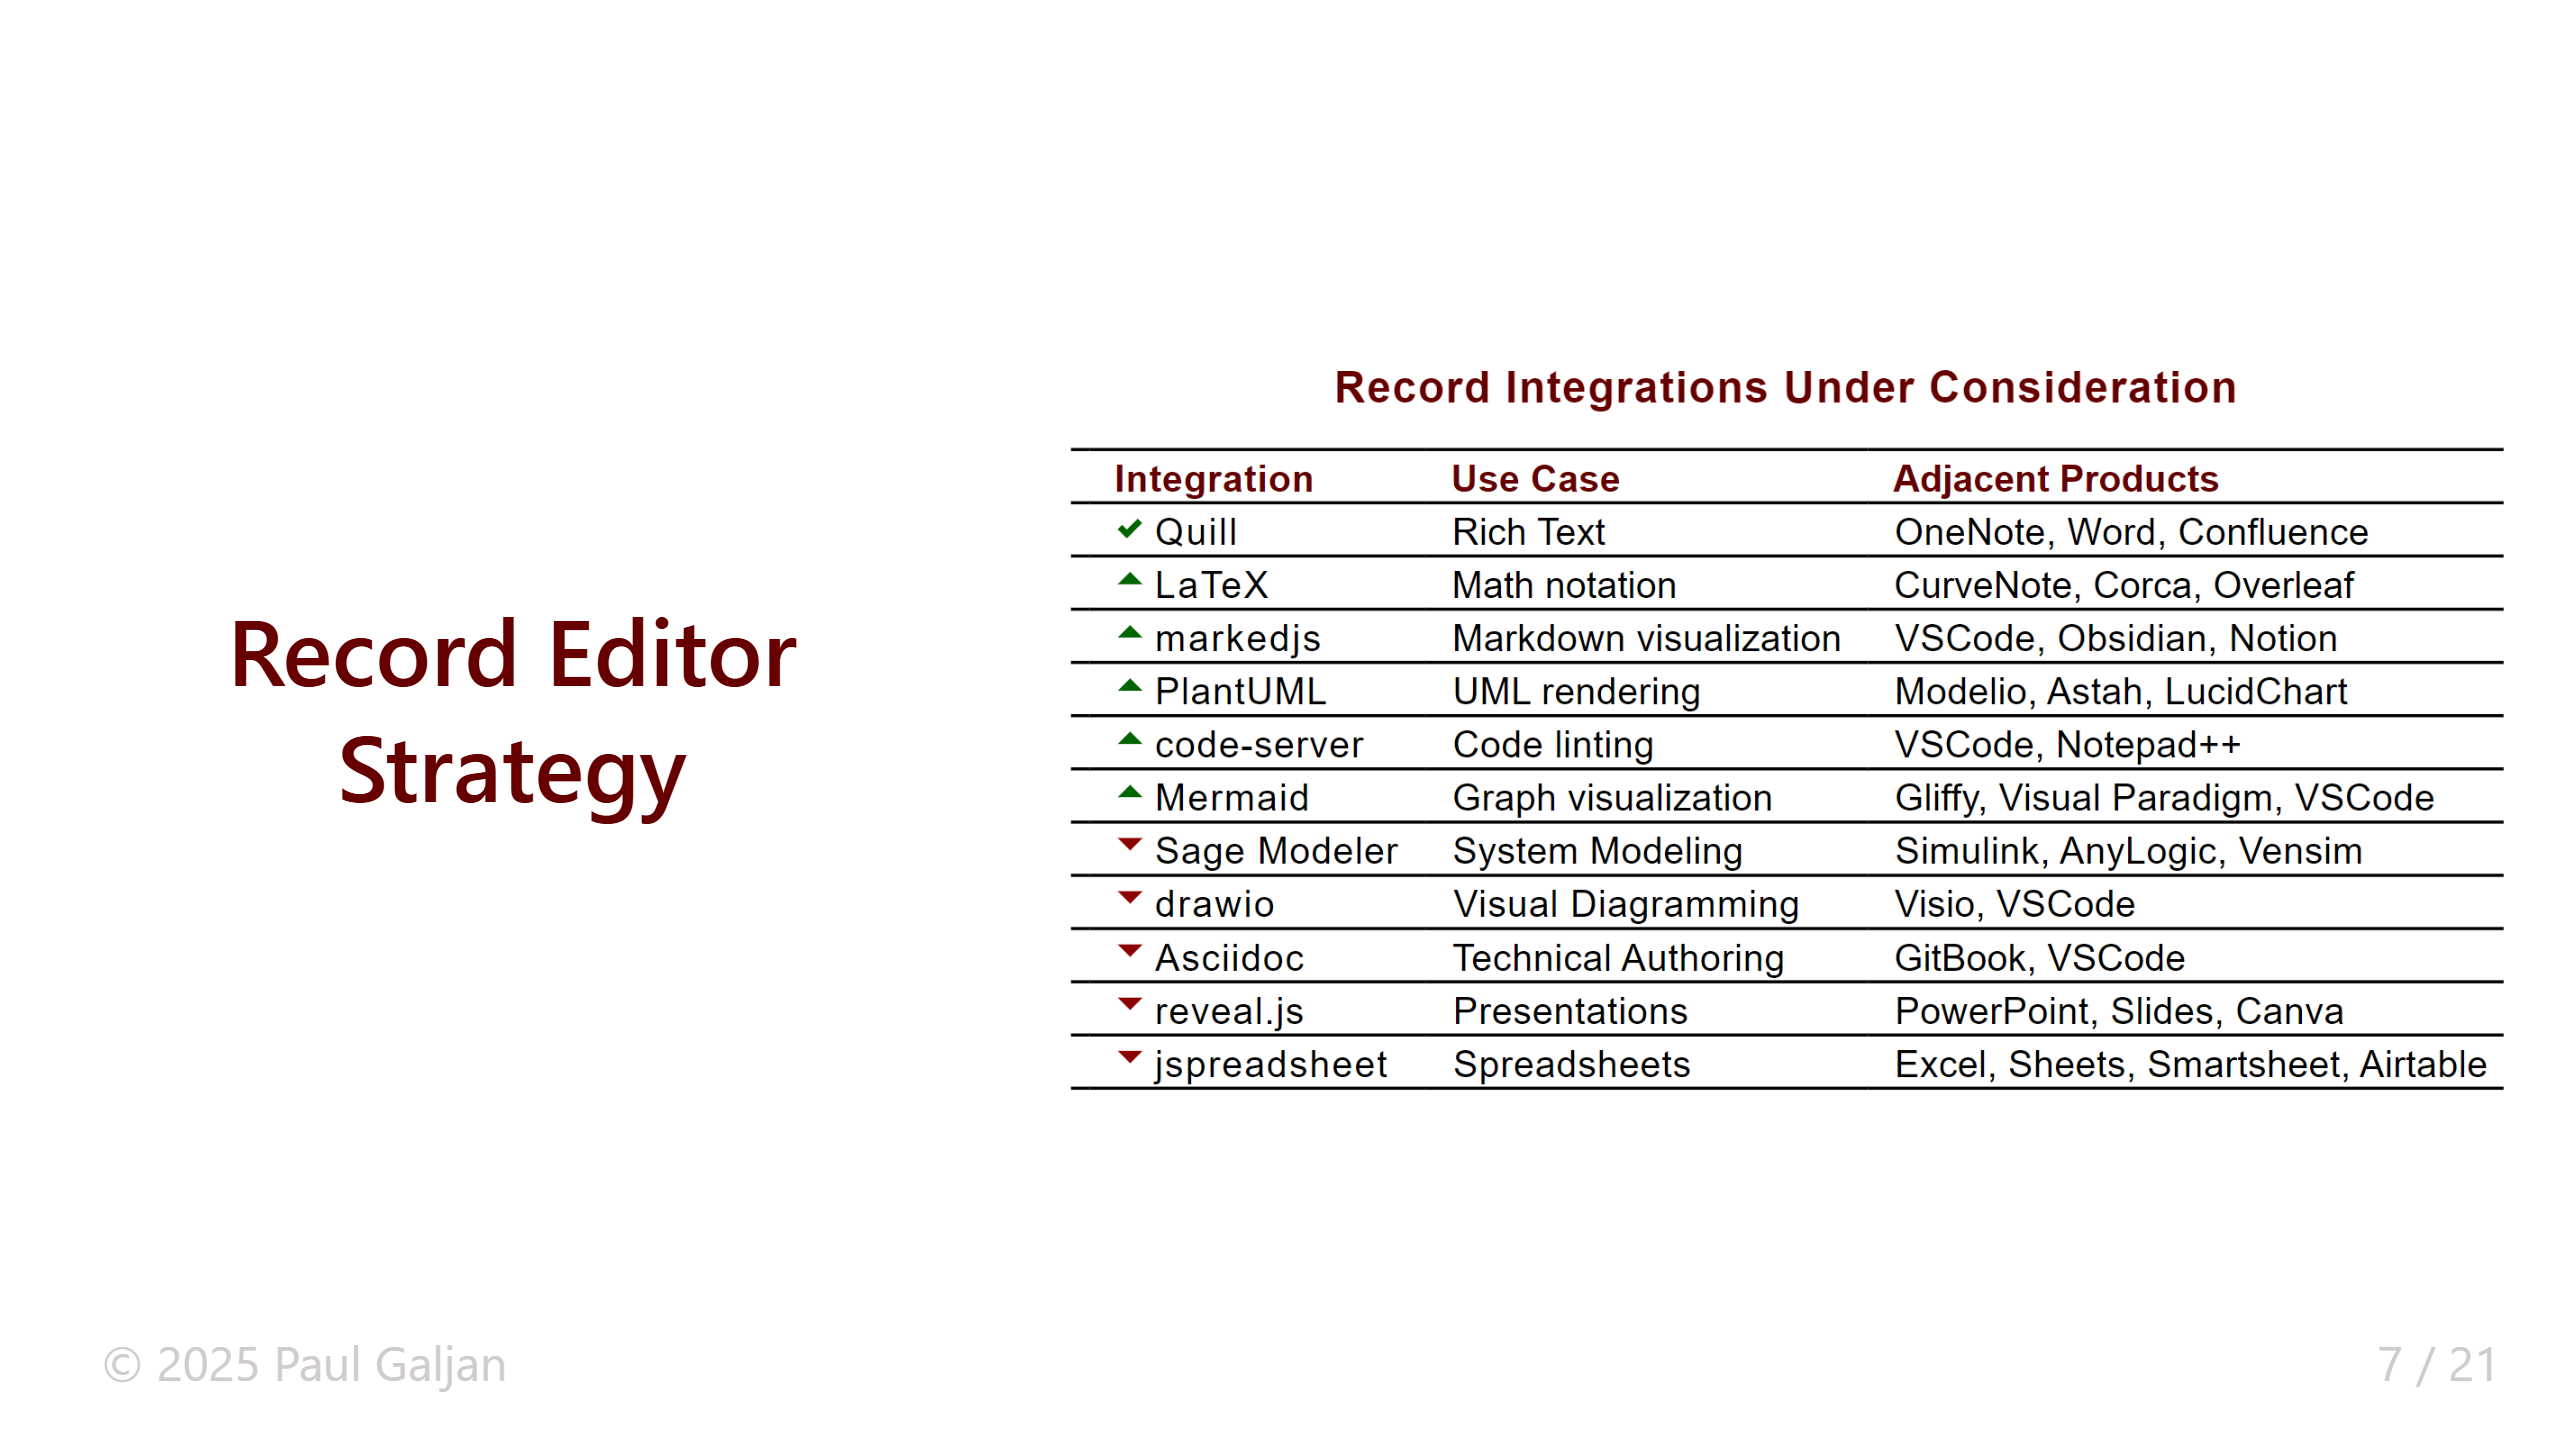 Record Editor
Strategy
Record Integrations Under Consideration
Integration Use Case Adjacent Products
Quill Rich Text OneNote, Word, Confluence
LaTeX Math notation CurveNote, Corca, Overleaf
markedjs Markdown visualization VSCode, Obsidian, Notion
PlantUML UML rendering Modelio, Astah, LucidChart
code-server Code linting VSCode, Notepad++
Mermaid Graph visualization Gliffy, Visual Paradigm, VSCode
Sage Modeler System Modeling Simulink, AnyLogic, Vensim
drawio Visual Diagramming Visio, VSCode
Asciidoc Technical Authoring GitBook, VSCode
reveal.js Presentations PowerPoint, Slides, Canva
jspreadsheet Spreadsheets Excel, Sheets, Smartsheet, Airtable
© 2025 Paul Galjan
7 / 21